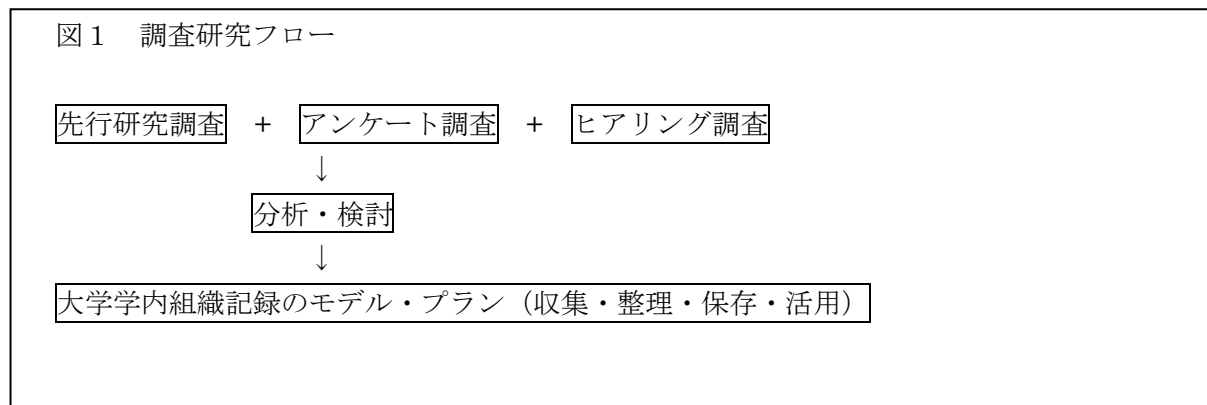 図１　調査研究フロー
先行研究調査　+　アンケート調査　+　ヒアリング調査
↓
分析・検討
↓
大学学内組織記録のモデル・プラン（収集・整理・保存・活用）